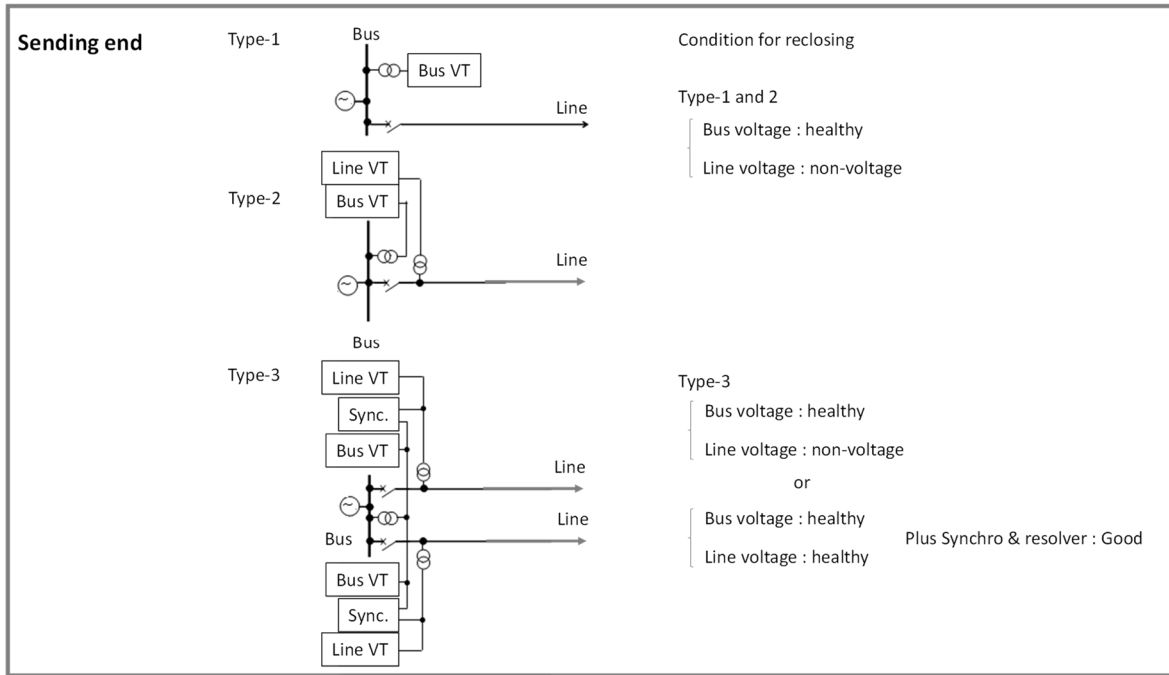 Sending end
Type-1
Bus
Bus VT
Line
Condition for reclosing
Type-1 and 2
Bus voltage : healthy
Line voltage : non-voltage
Type-2
Line VT
Bus VT
Line
Bus
Type-3
Line VT
Sync.
Bus VT
Line
Line
Bus
Bus VT
Sync.
Line VT
Type-3
Bus voltage : healthy
Line voltage : non-voltage
or
Bus voltage : healthy
Line voltage : healthy
Plus Synchro & resolver : Good